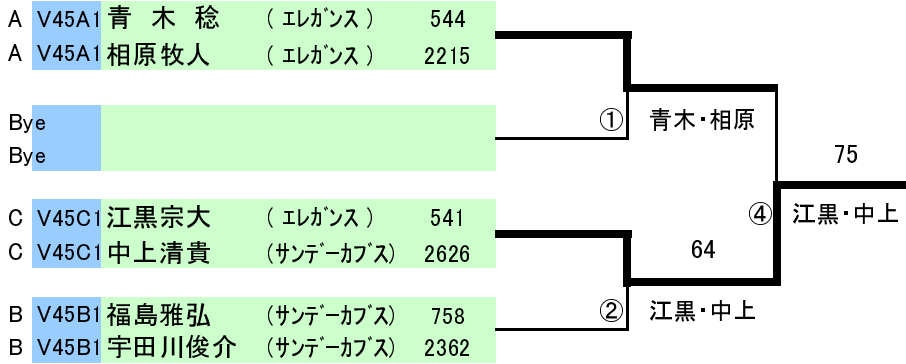 A V45A1 青　木　稔 ( エレガンス ) 544
A V45A1 相原牧人 ( エレガンス ) 2215
Bye
Bye
① 青木・相原
75
C V45C1 江黒宗大 ( エレガンス ) 541
④ 江黒・中上
C V45C1 中上清貴 (サンデーカブス) 2626
64
B V45B1 福島雅弘 (サンデーカブス) 758
② 江黒・中上
B V45B1 宇田川俊介 (サンデーカブス) 2362